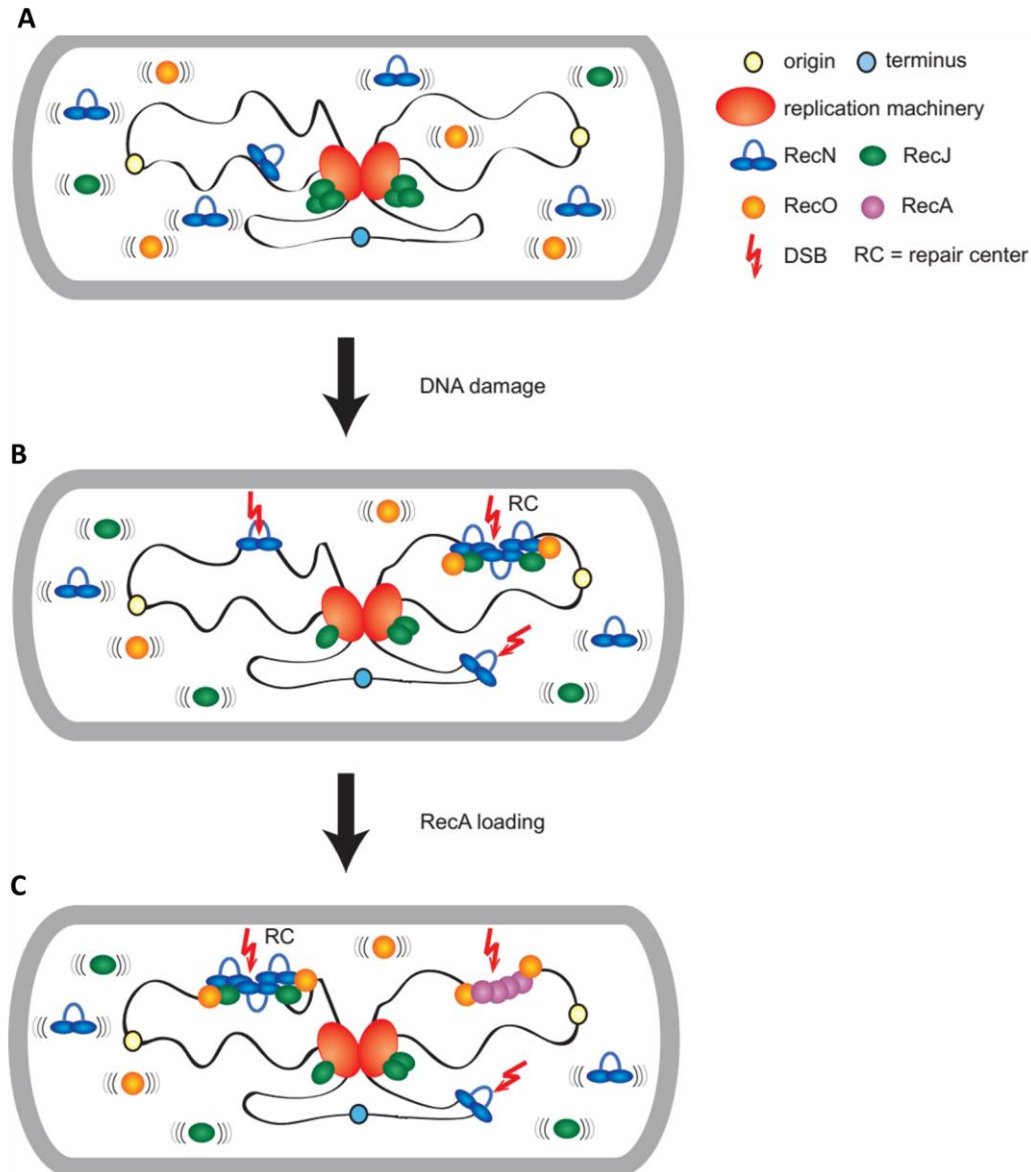 A
origin terminus
replication machinery
RecN RecJ
RecO RecA
DSB RC = repair center
DNA damage
B
RC
RecA loading
C
RC